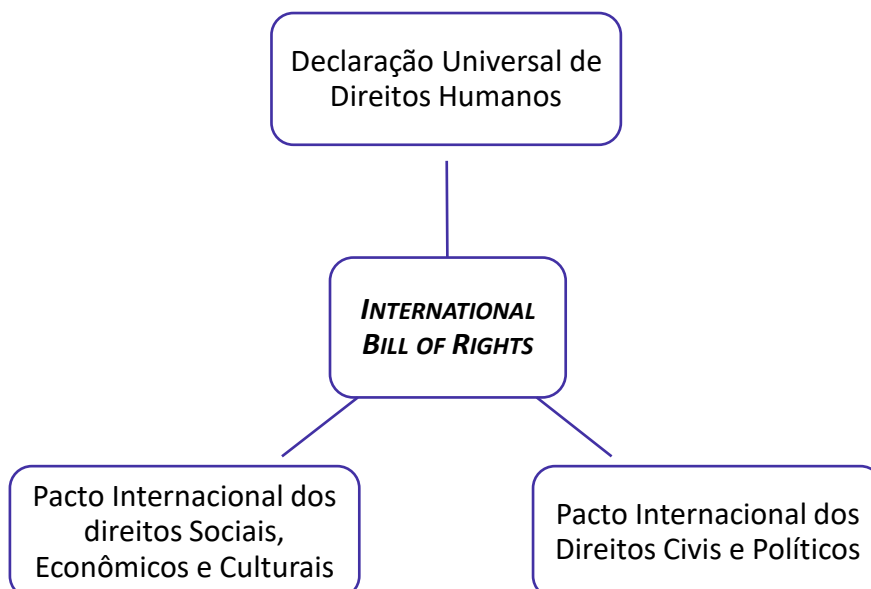 Declaração Universal de
Direitos Humanos
INTERNATIONAL
BILL OF RIGHTS
Pacto Internacional dos
direitos Sociais,
Econômicos e Culturais
Pacto Internacional dos
Direitos Civis e Políticos